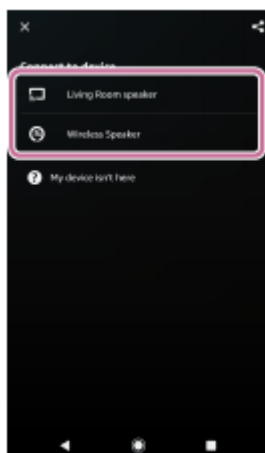 Connect to device
Living Room speaker
Wireless Speaker
My device isn't here